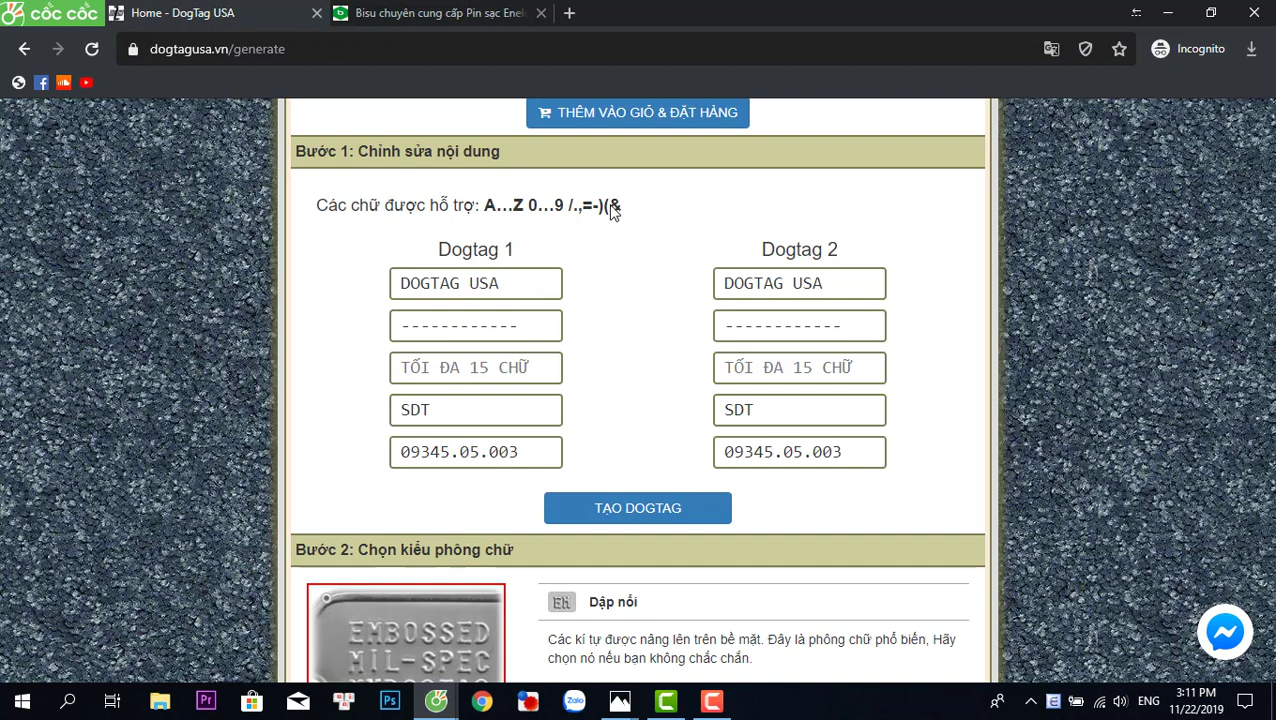 cốc cốc
Home - DogTag USA
Bisu chuyên cung cấp Pin sạc Enel
dogtagusa.vn/generate
Incognito
THÊM VÀO GIỎ & ĐẶT HÀNG
Bước 1: Chỉnh sửa nội dung
Các chữ được hỗ trợ: A...Z 0...9 /.,=-)(&
Dogtag 1
Dogtag 2
DOGTAG USA
DOGTAG USA
------------
------------
TỐI ĐA 15 CHỮ
TỐI ĐA 15 CHỮ
SDT
SDT
09345.05.003
09345.05.003
TẠO DOGTAG
Bước 2: Chọn kiểu phông chữ
EMBOSSED
MIL-SPEC
Dập nổi
Các kí tự được nâng lên trên bề mặt. Đây là phông chữ phổ biến, Hãy
chọn nó nếu bạn không chắc chắn.
Pr
Ps
Zalo
ENG
3:11 PM
11/22/2019